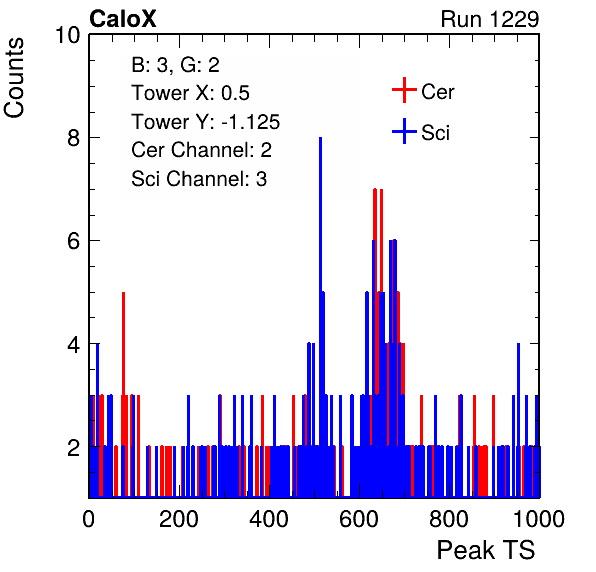 CaloX Run 1229
Counts
10
8
6
4
2
B: 3, G: 2
Tower X: 0.5
Tower Y: -1.125
Cer Channel: 2
Sci Channel: 3
Cer
Sci
0 200 400 600 800 1000
Peak TS